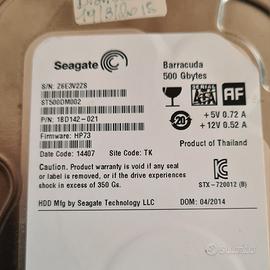 Seagate
Barracuda
500 Gbytes
S/N: Z6E3V2ZS
ST500DM002
P/N: 1BD142-021
Firmware: HP73
Date Code: 14407
Site Code: TK
SATA
AF
+5V 0.72 A
+12V 0.52 A
Product of Thailand
Caution: Product warranty is void if any seal
or label is removed, or if the drive experiences
shock in excess of 350 Gs.
STX-720012 (B)
HDD Mfg by Seagate Technology LLC
DOM: 04/2014
subito